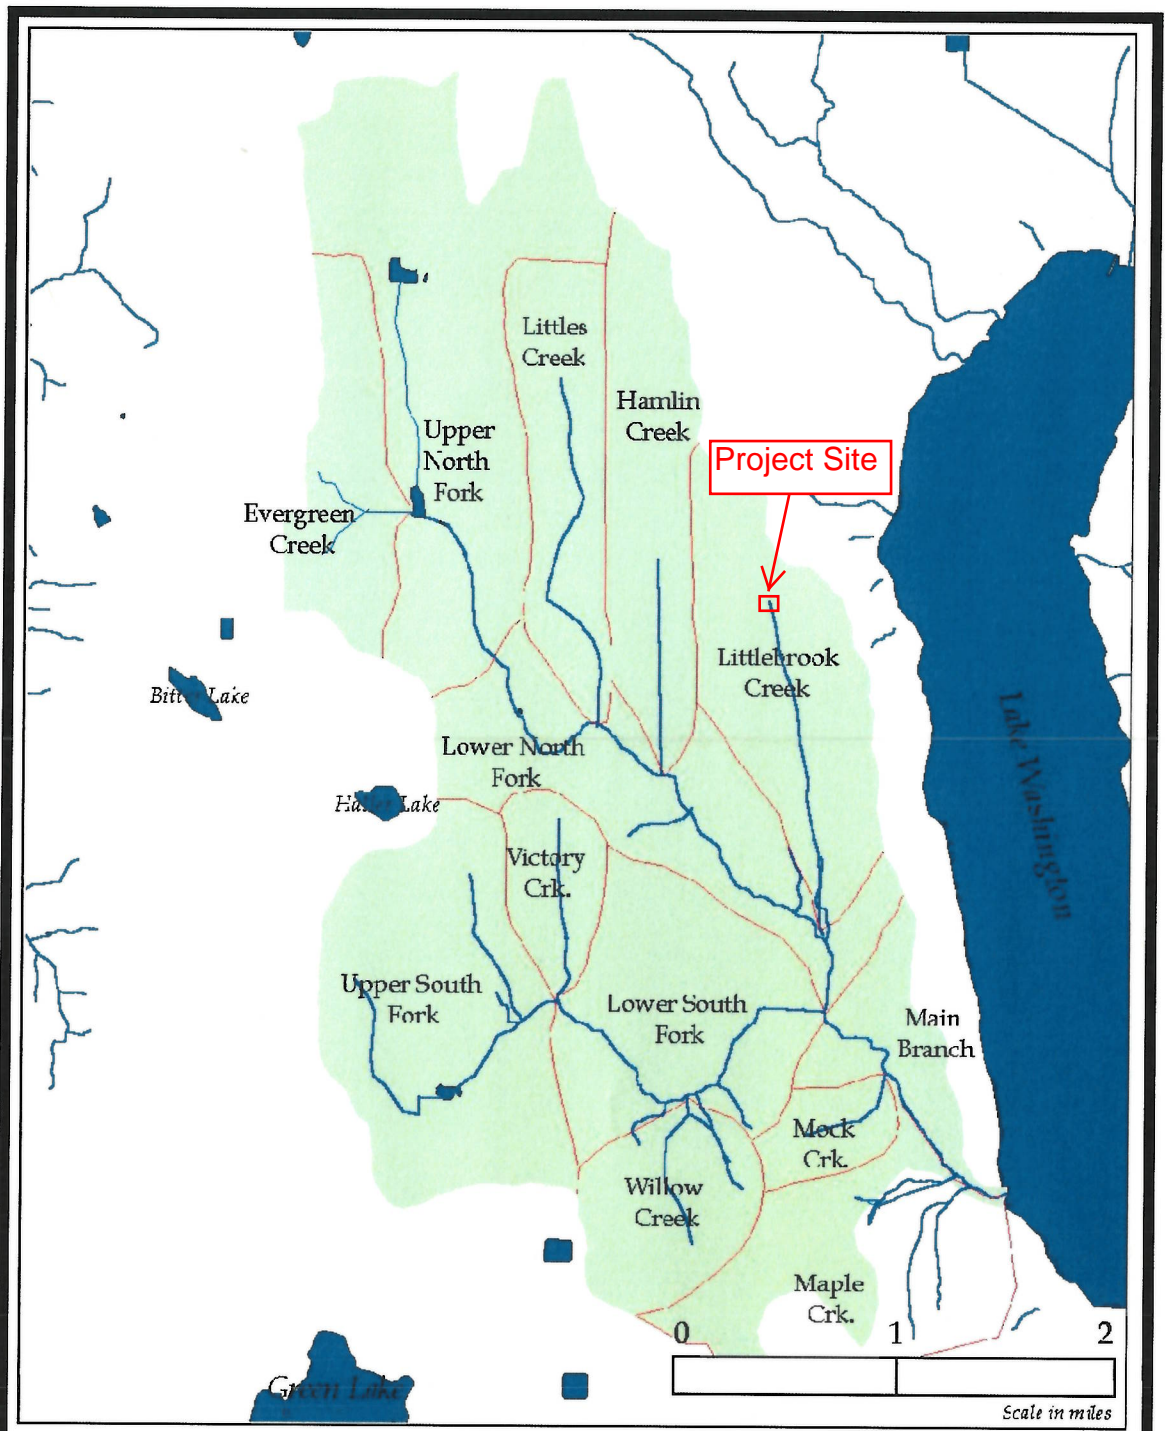 Littles
Creek
Hamlin
Creek
Upper
North
Fork
Project Site
Evergreen
Creek
Littlebrook
Creek
Bitter Lake
Lake Washington
Lower North
Fork
Haller Lake
Victory
Crk.
Upper South
Fork
Lower South
Fork
Main
Branch
Mock
Crk.
Willow
Creek
Maple
Crk.
0 1 2
Green Lake
Scale in miles